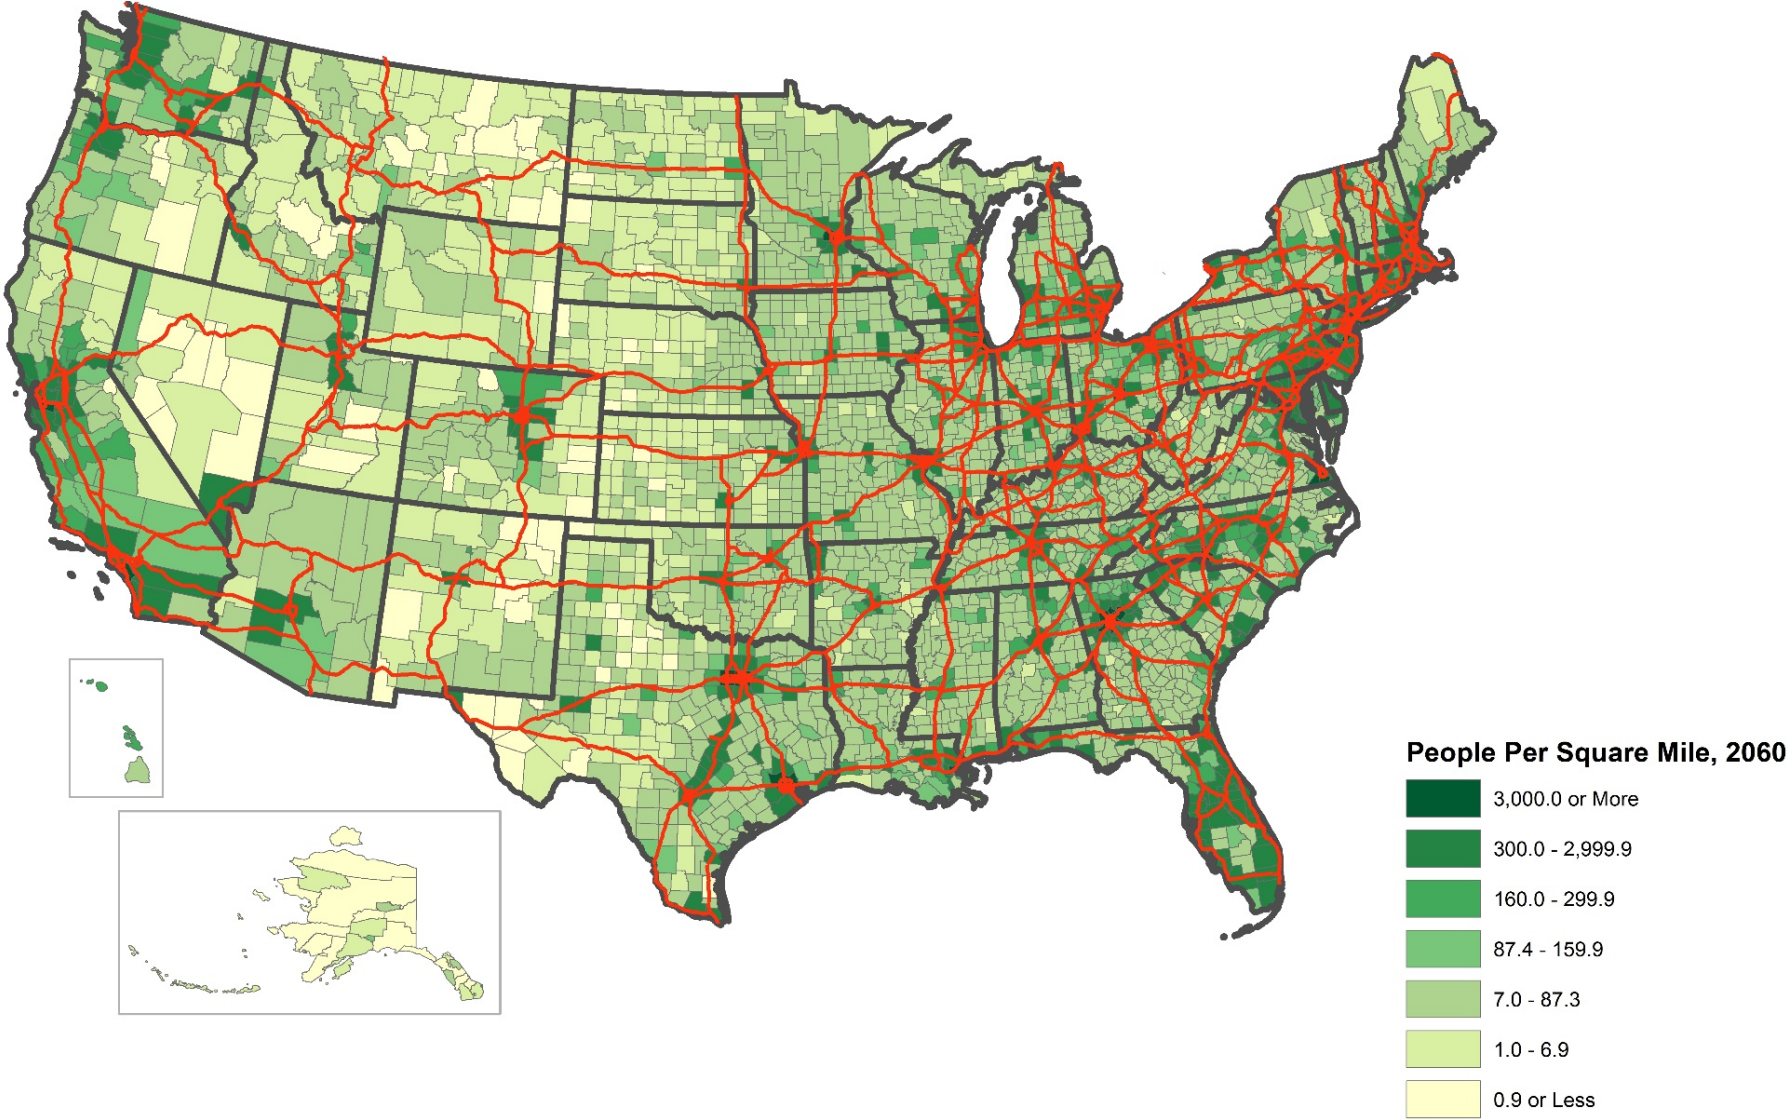 People Per Square Mile, 2060
3,000.0 or More
300.0 - 2,999.9
160.0 - 299.9
87.4 - 159.9
7.0 - 87.3
1.0 - 6.9
0.9 or Less